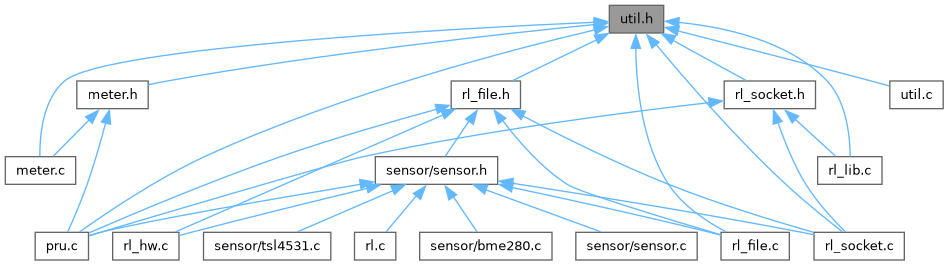 util.h
meter.h
rl_file.h
rl_socket.h
util.c
meter.c
sensor/sensor.h
rl_lib.c
pru.c
rl_hw.c
sensor/tsl4531.c
rl.c
sensor/bme280.c
sensor/sensor.c
rl_file.c
rl_socket.c